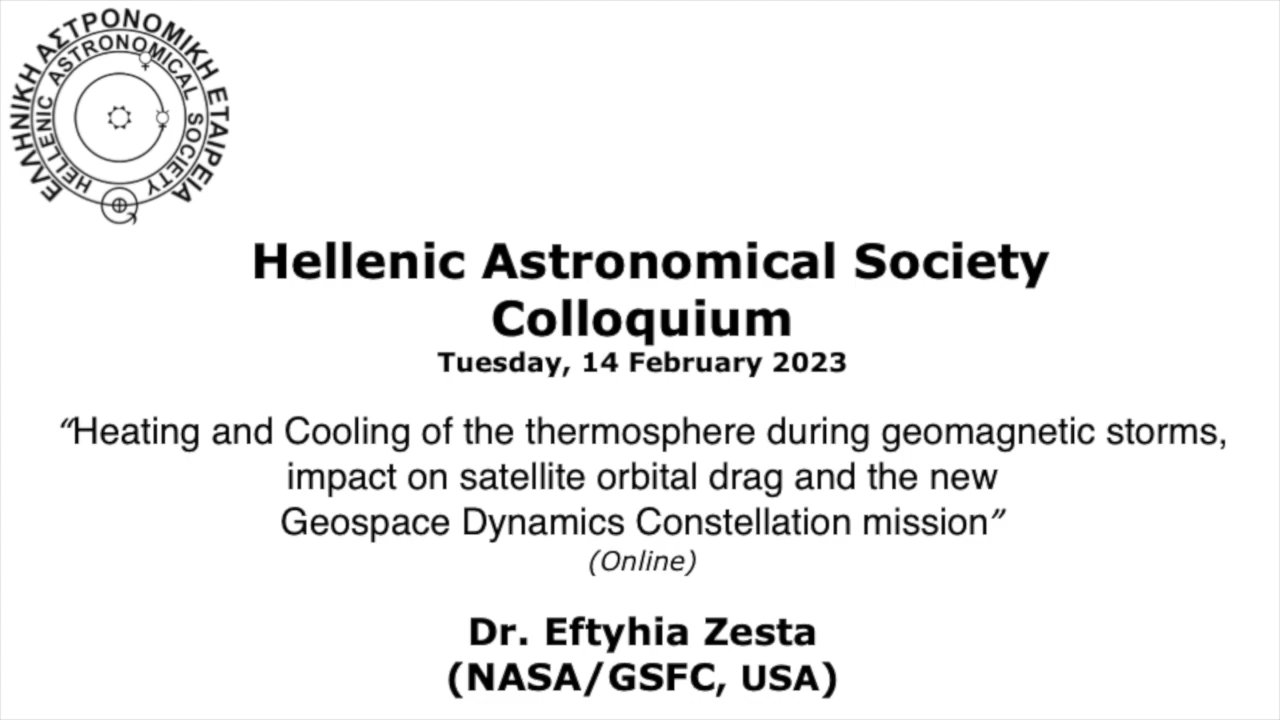 ΕΛΛΗΝΙΚΗ ΑΣΤΡΟΝΟΜΙΚΗ ΕΤΑΙΡΕΙΑ
HELLENIC ASTRONOMICAL SOCIETY
Hellenic Astronomical Society
Colloquium
Tuesday, 14 February 2023
“Heating and Cooling of the thermosphere during geomagnetic storms,
impact on satellite orbital drag and the new
Geospace Dynamics Constellation mission”
(Online)
Dr. Eftyhia Zesta
(NASA/GSFC, USA)